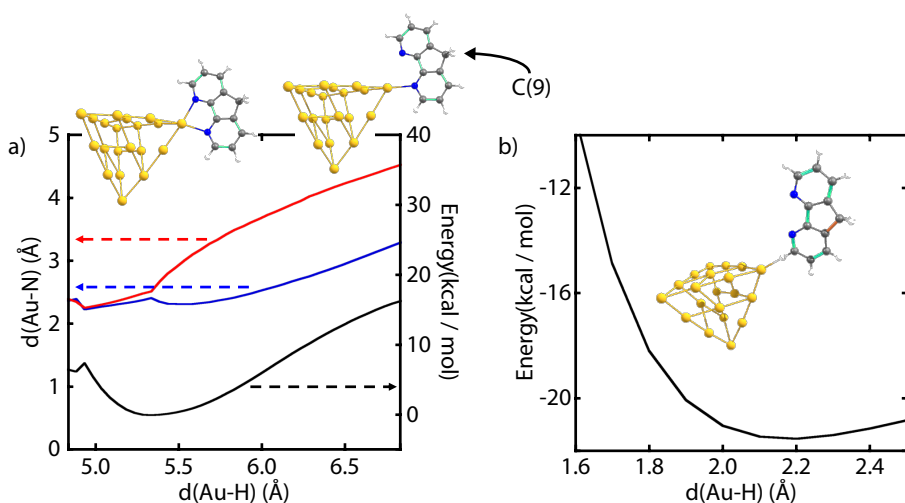 C(9)
a)
5
4
3
2
1
0
d(Au-N) (Å)
40
30
20
10
0
Energy(kcal / mol)
5.0 5.5 6.0 6.5
d(Au-H) (Å)
b)
-11
-16
-21
Energy(kcal / mol)
1.6 1.8 2.0 2.2 2.4
d(Au-H) (Å)